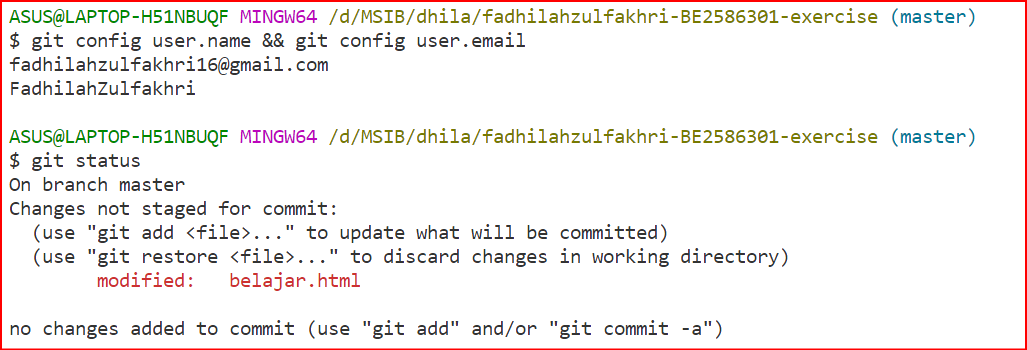 ASUS@LAPTOP-H51NBUQF MINGW64 /d/MSIB/dhila/fadhilahzulfakhri-BE2586301-exercise (master)
$ git config user.name && git config user.email
fadhilahzulfakhri16@gmail.com
FadhilahZulfakhri

ASUS@LAPTOP-H51NBUQF MINGW64 /d/MSIB/dhila/fadhilahzulfakhri-BE2586301-exercise (master)
$ git status
On branch master
Changes not staged for commit:
  (use "git add <file>..." to update what will be committed)
  (use "git restore <file>..." to discard changes in working directory)
        modified:   belajar.html

no changes added to commit (use "git add" and/or "git commit -a")